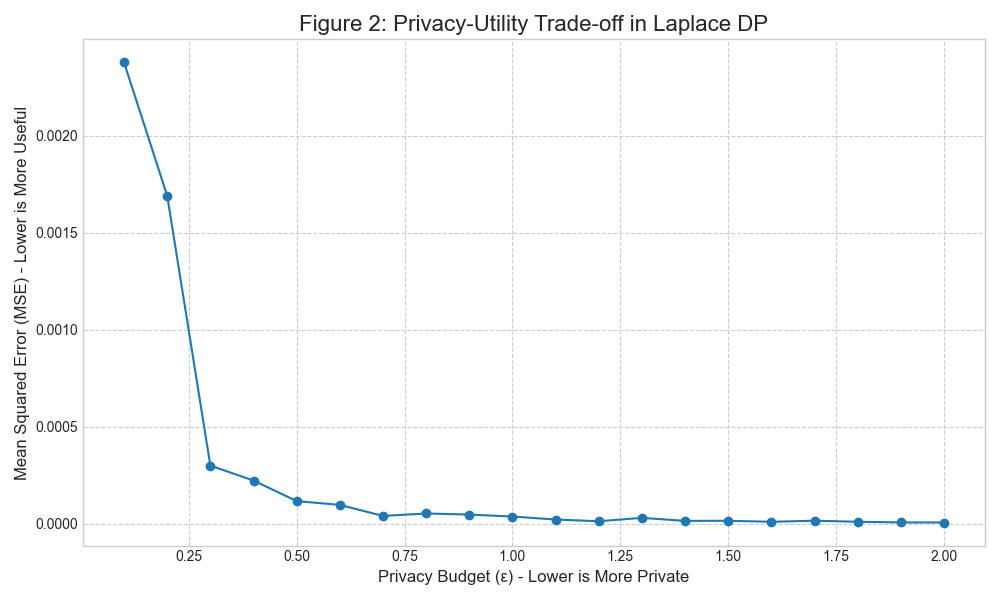 Figure 2: Privacy-Utility Trade-off in Laplace DP
Mean Squared Error (MSE) - Lower is More Useful
0.0020
0.0015
0.0010
0.0005
0.0000
0.25 0.50 0.75 1.00 1.25 1.50 1.75 2.00
Privacy Budget (ε) - Lower is More Private